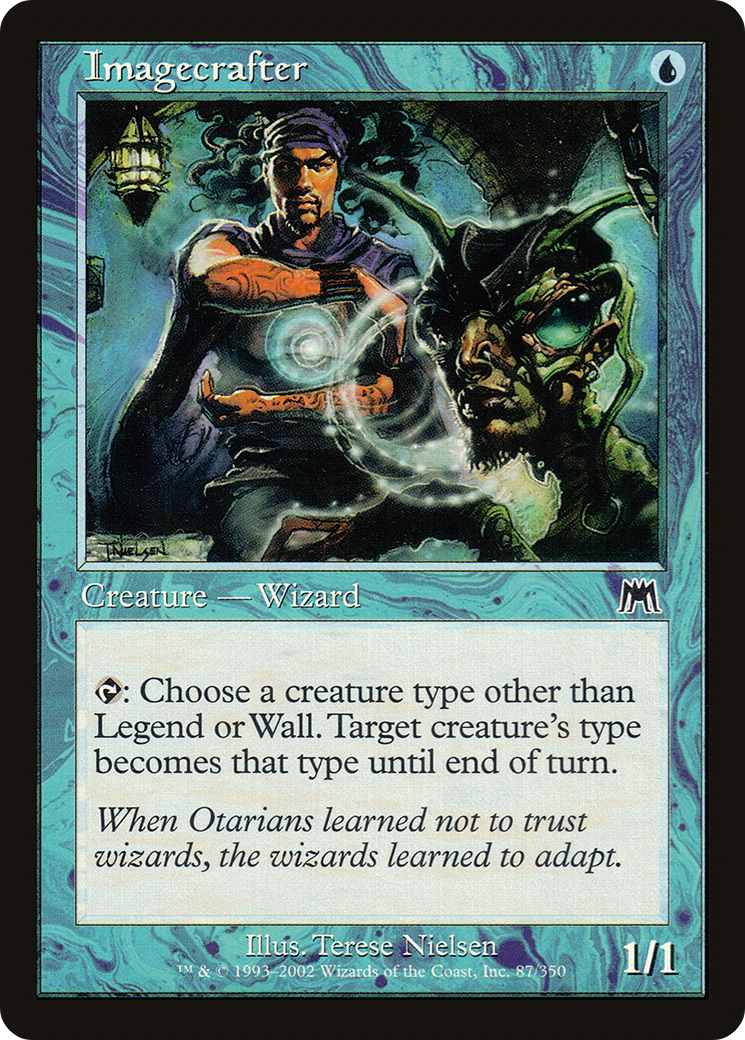 Imagecrafter
T. NIELSEN
Creature — Wizard
: Choose a creature type other than
Legend or Wall. Target creature's type
becomes that type until end of turn.
When Otarians learned not to trust
wizards, the wizards learned to adapt.
Illus. Terese Nielsen
™ & © 1993–2002 Wizards of the Coast, Inc. 87/350
1/1